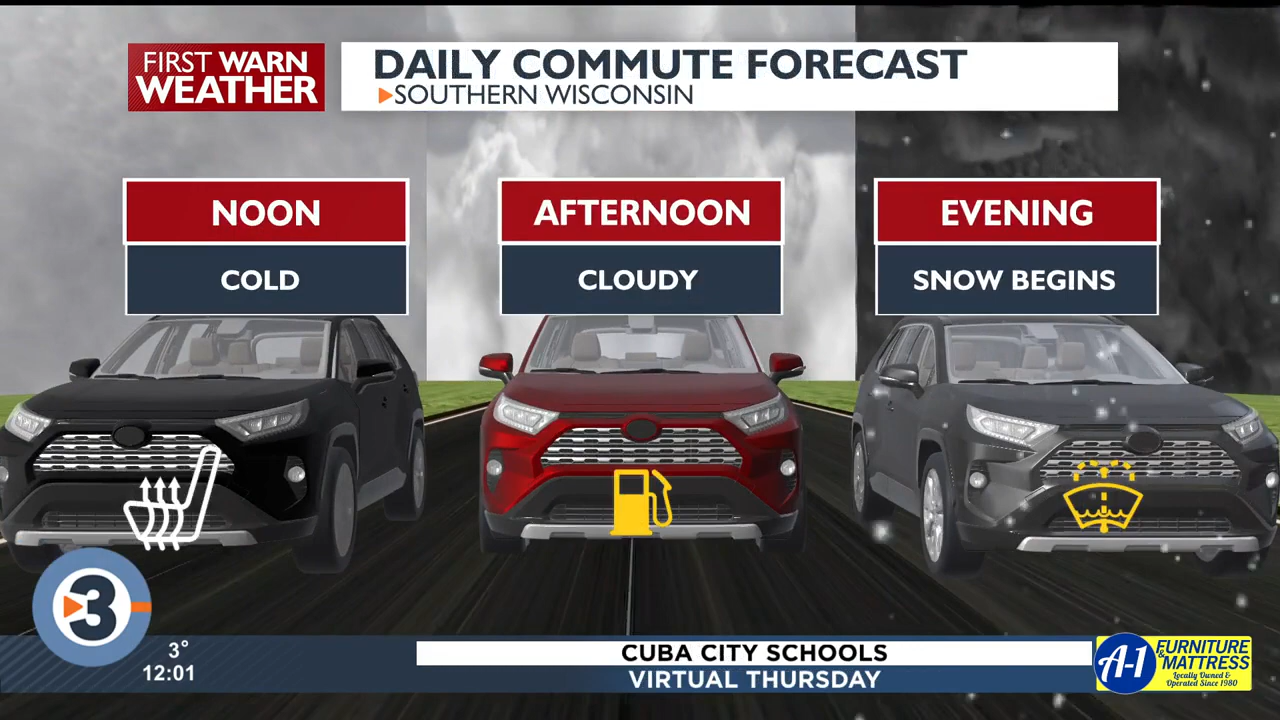 FIRST WARN
WEATHER
DAILY COMMUTE FORECAST
SOUTHERN WISCONSIN
NOON
COLD
AFTERNOON
CLOUDY
EVENING
SNOW BEGINS
3
3°
12:01
CUBA CITY SCHOOLS
VIRTUAL THURSDAY
A-1
FURNITURE
& MATTRESS
Locally Owned &
Operated Since 1980